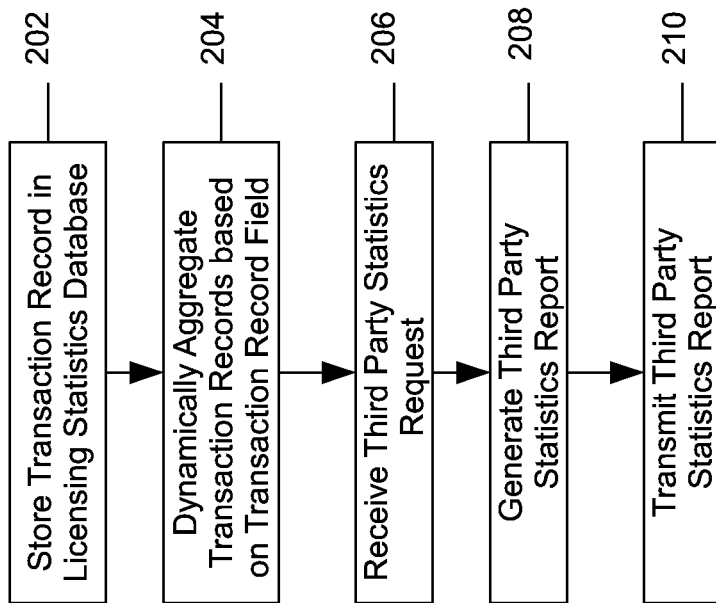 Store Transaction Record in
Licensing Statistics Database
202
Dynamically Aggregate
Transaction Records based
on Transaction Record Field
204
Receive Third Party Statistics
Request
206
Generate Third Party
Statistics Report
208
Transmit Third Party
Statistics Report
210